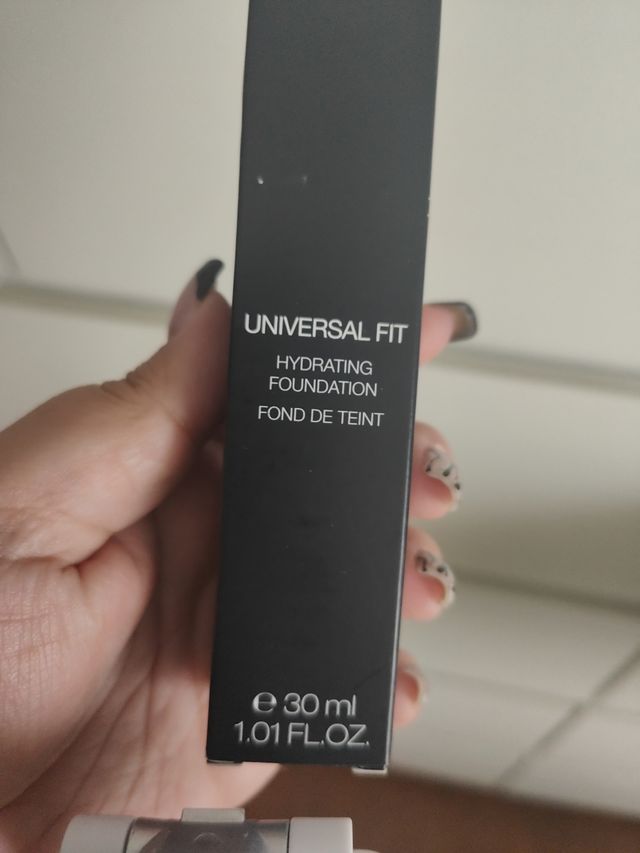 UNIVERSAL FIT
HYDRATING
FOUNDATION
FOND DE TEINT
℮ 30 ml
1.01 FL.OZ.